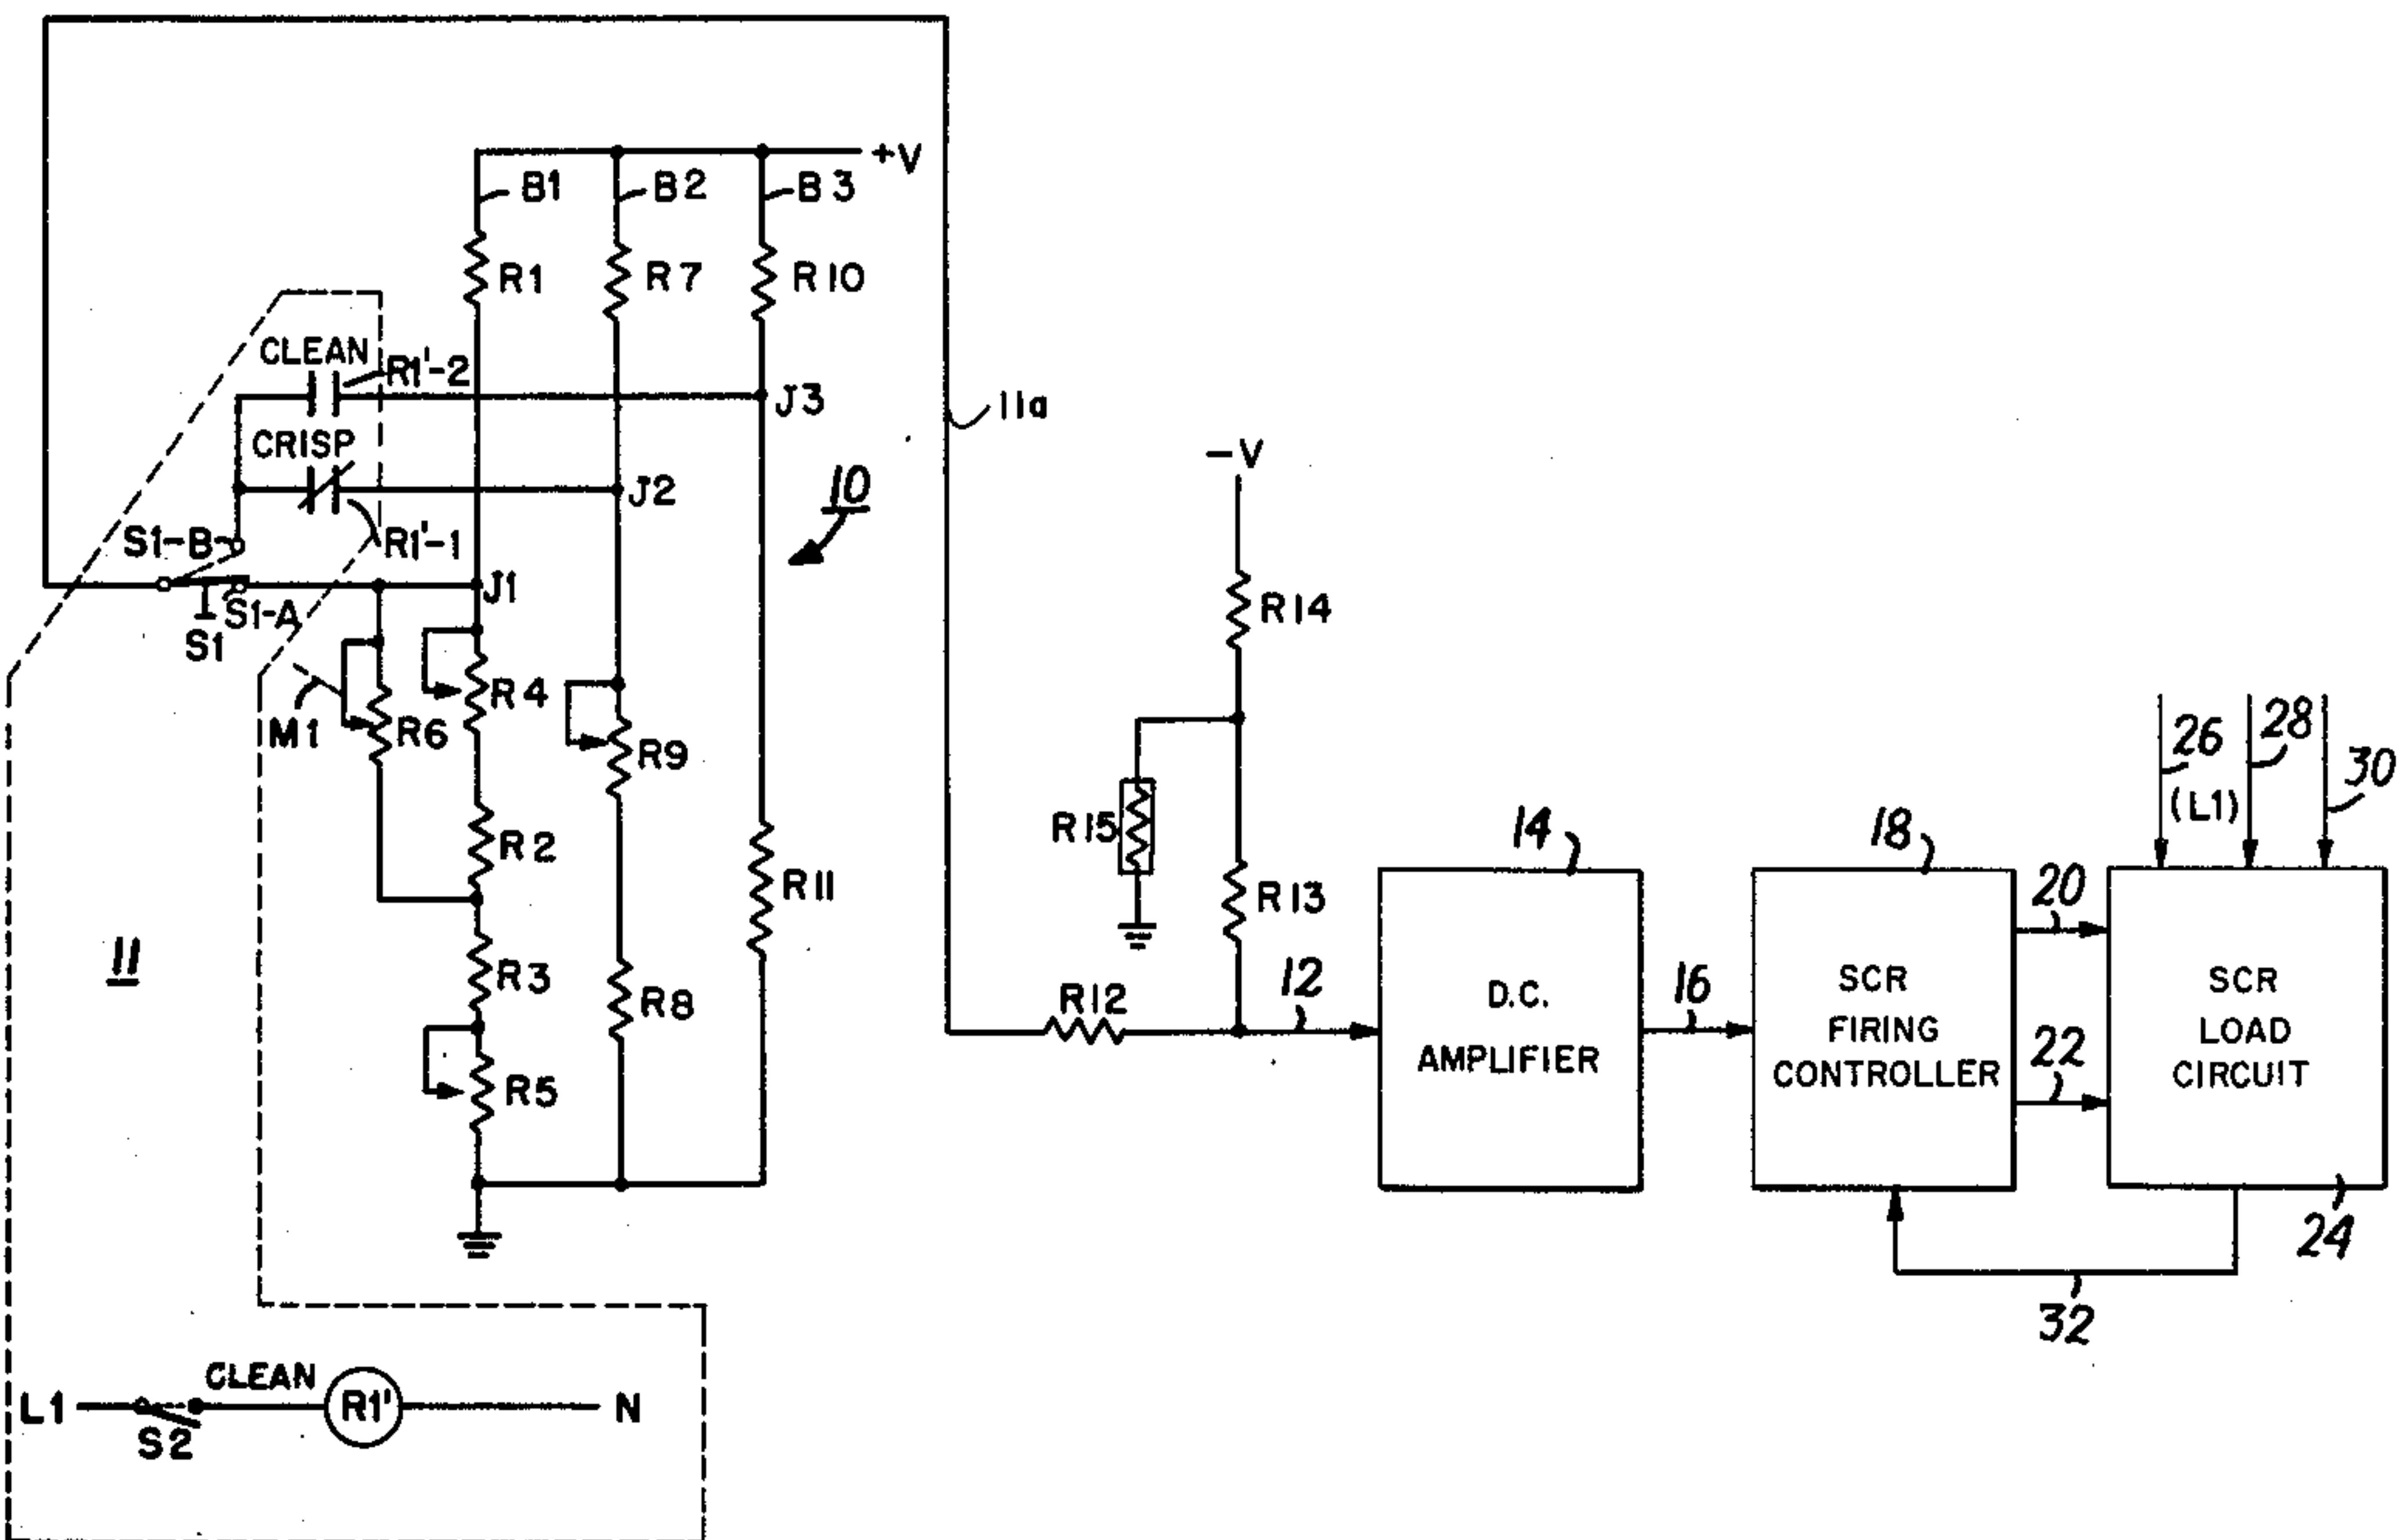 +V
B1
B2
B3
R1
R7
R10
CLEAN
R1'-2
J3
11a
CRISP
J2
10
-V
S1-B
R1'-1
J1
S1-A
S1
R14
M1
R6
R4
R9
R15
R2
R11
R13
14
18
26
(L1)
28
30
20
11
R3
R8
R12
12
D.C.
AMPLIFIER
16
SCR
FIRING
CONTROLLER
22
SCR
LOAD
CIRCUIT
R5
24
32
L1
S2
CLEAN
R1'
N